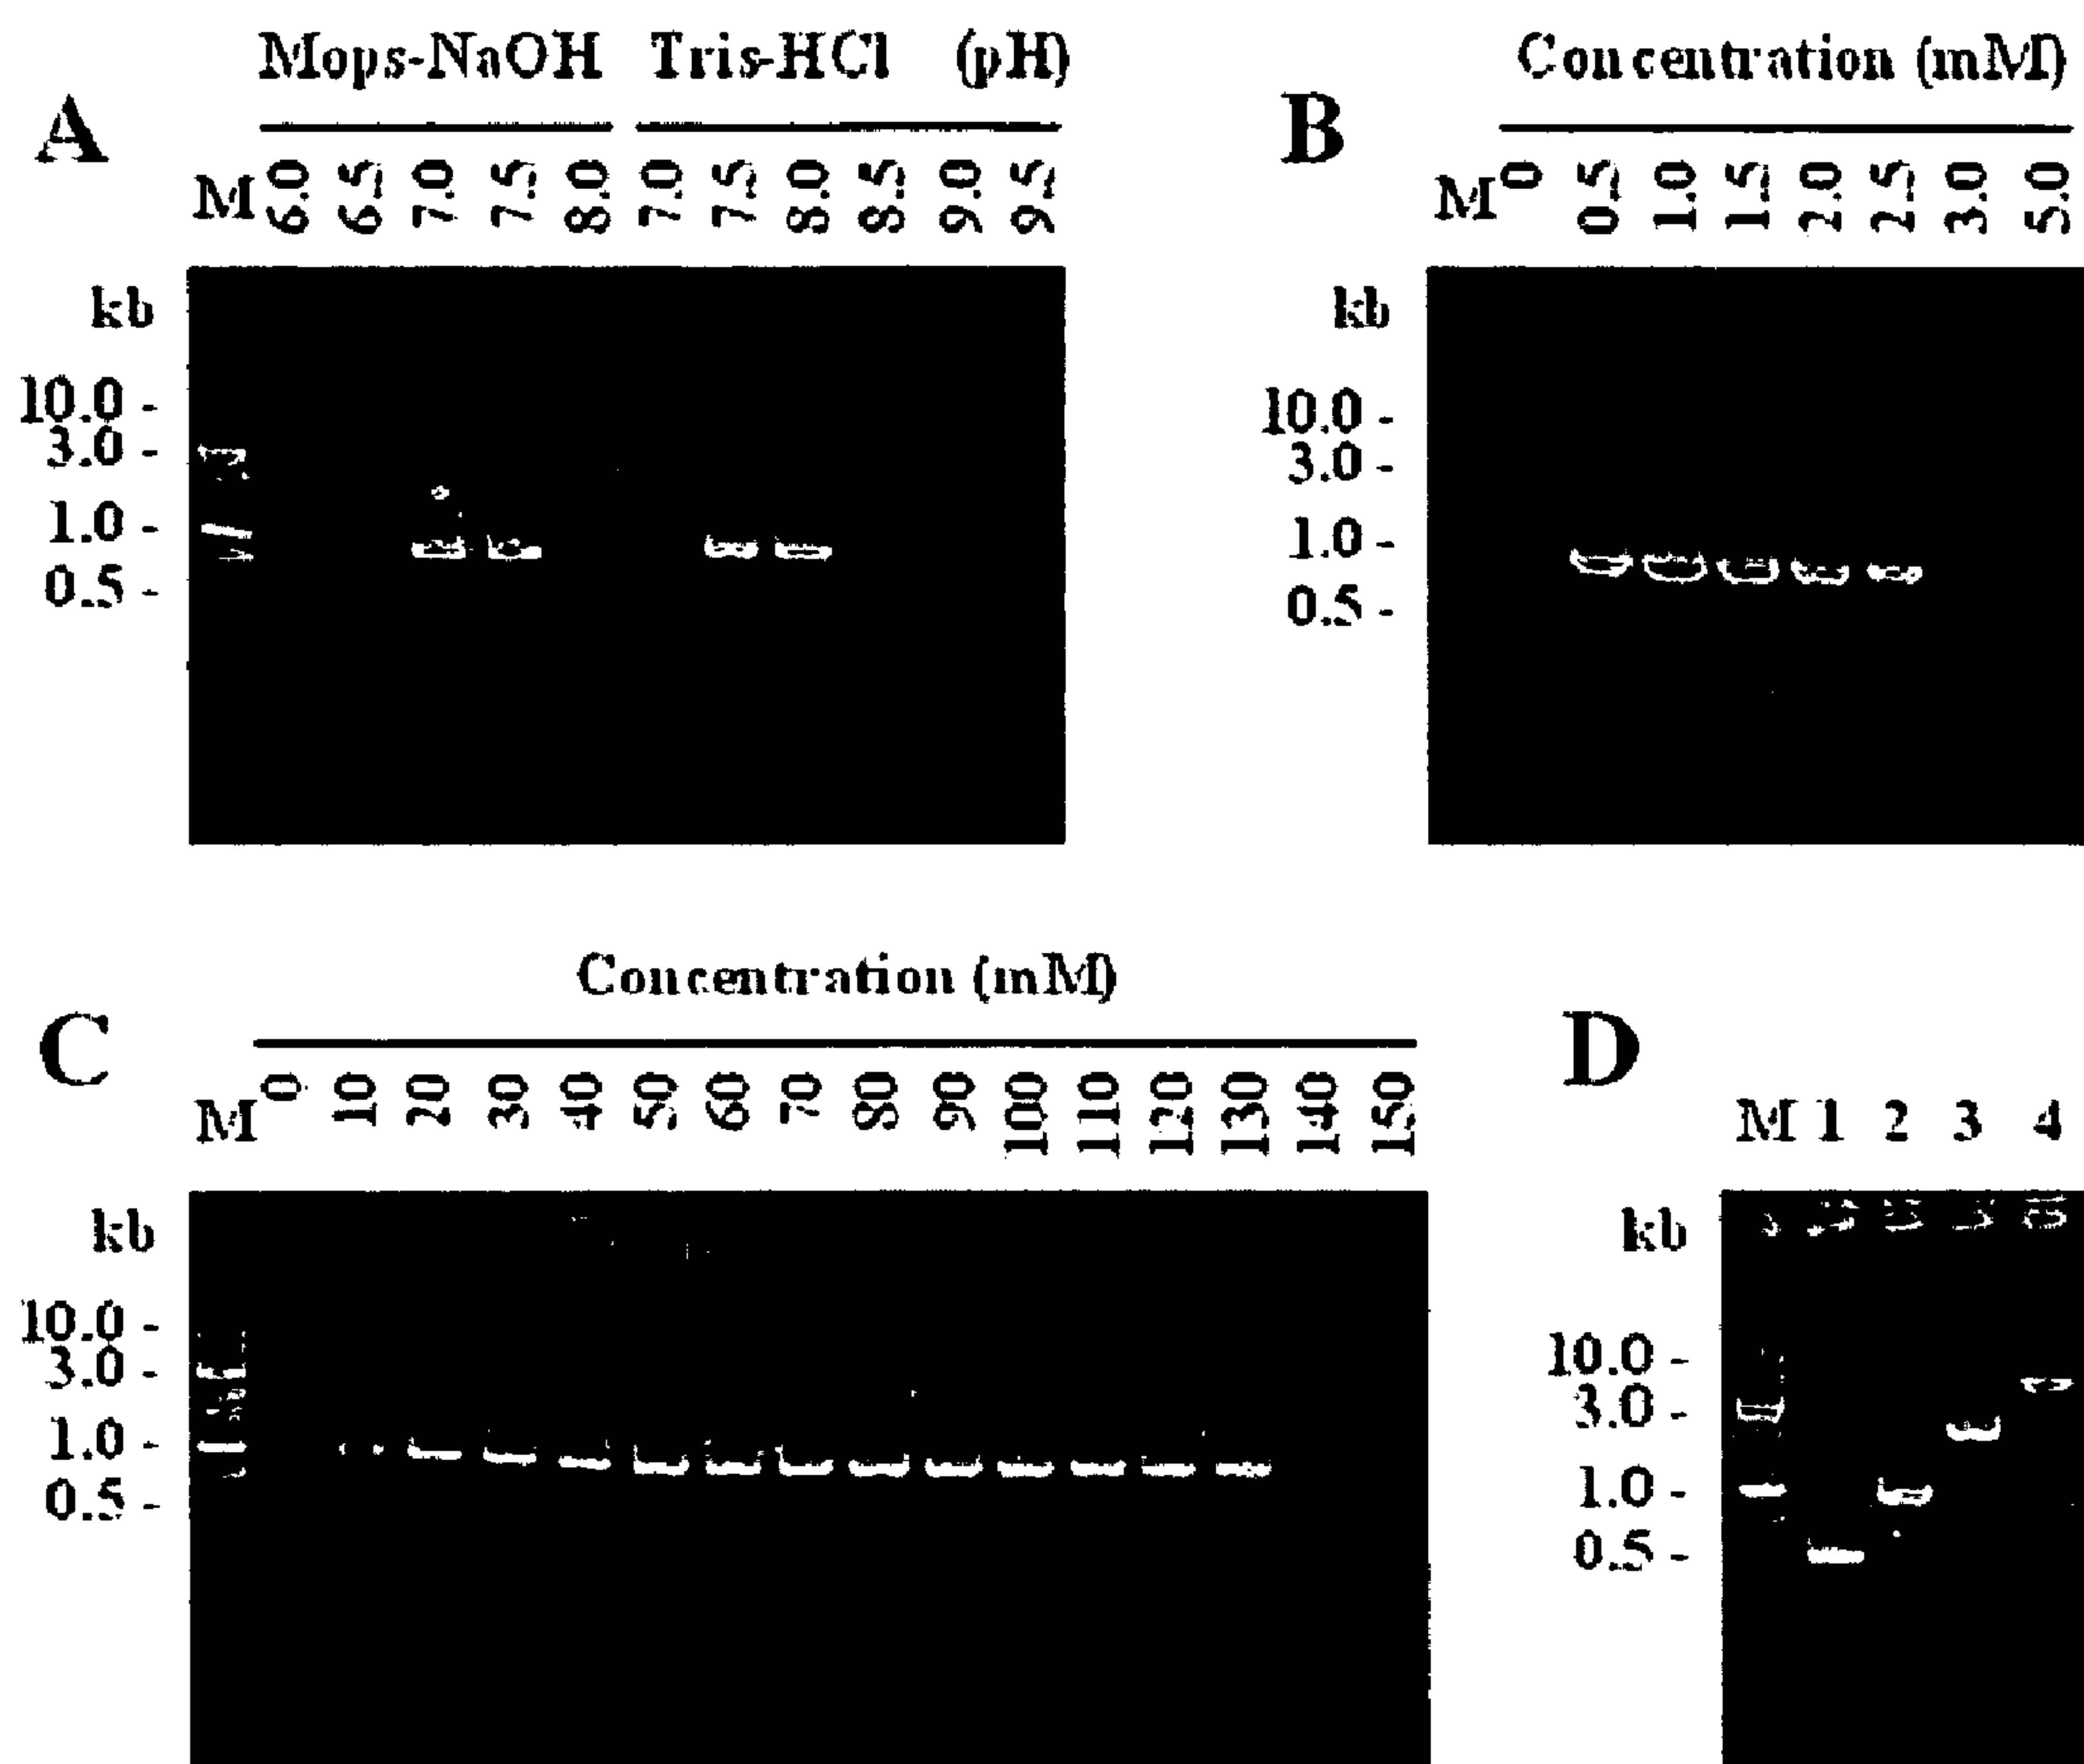 Mops-NaOH Tris-HCl (pH)
A
M 6.0 6.5 7.0 7.5 8.0 7.0 7.5 8.0 8.5 9.0 9.5
kb
10.0 -
3.0 -
1.0 -
0.5 -
Concentration (mM)
B
M 0 0.5 1.0 1.5 2.0 2.5 3.0 5.0
kb
10.0 -
3.0 -
1.0 -
0.5 -
Concentration (mM)
C
M 0 10 20 30 40 50 60 70 80 90 100 110 120 130 140 150
kb
10.0 -
3.0 -
1.0 -
0.5 -
D
M 1 2 3 4
kb
10.0 -
3.0 -
1.0 -
0.5 -